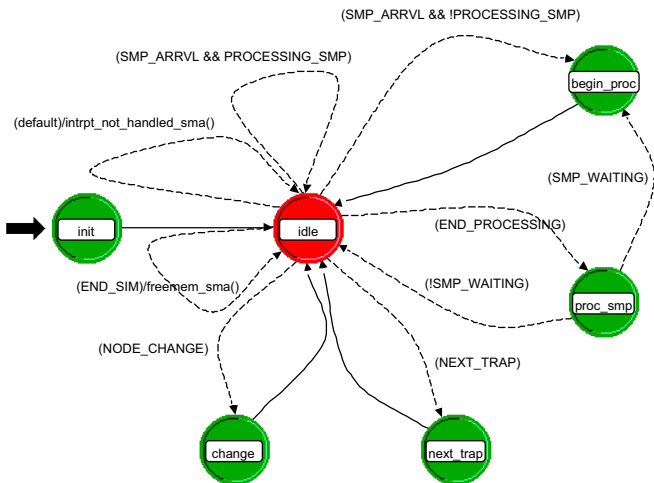 (SMP_ARRVL && !PROCESSING_SMP)
(SMP_ARRVL && PROCESSING_SMP)
begin_proc
(default)/intrpt_not_handled_sma()
(SMP_WAITING)
init
idle
(END_PROCESSING)
(END_SIM)/freemem_sma()
(!SMP_WAITING)
proc_smp
(NODE_CHANGE)
(NEXT_TRAP)
change
next_trap